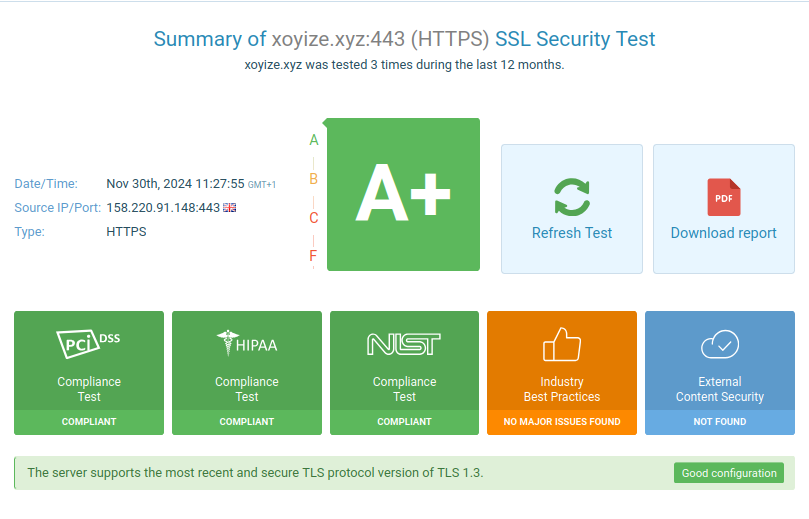 Summary of xoyize.xyz:443 (HTTPS) SSL Security Test
xoyize.xyz was tested 3 times during the last 12 months.
Date/Time: Nov 30th, 2024 11:27:55 GMT+1
Source IP/Port: 158.220.91.148:443
Type: HTTPS
A
B
C
F
A+
Refresh Test
PDF
Download report
PCI DSS
Compliance
Test
COMPLIANT
HIPAA
Compliance
Test
COMPLIANT
NIST
Compliance
Test
COMPLIANT
Industry
Best Practices
NO MAJOR ISSUES FOUND
External
Content Security
NOT FOUND
The server supports the most recent and secure TLS protocol version of TLS 1.3.
Good configuration